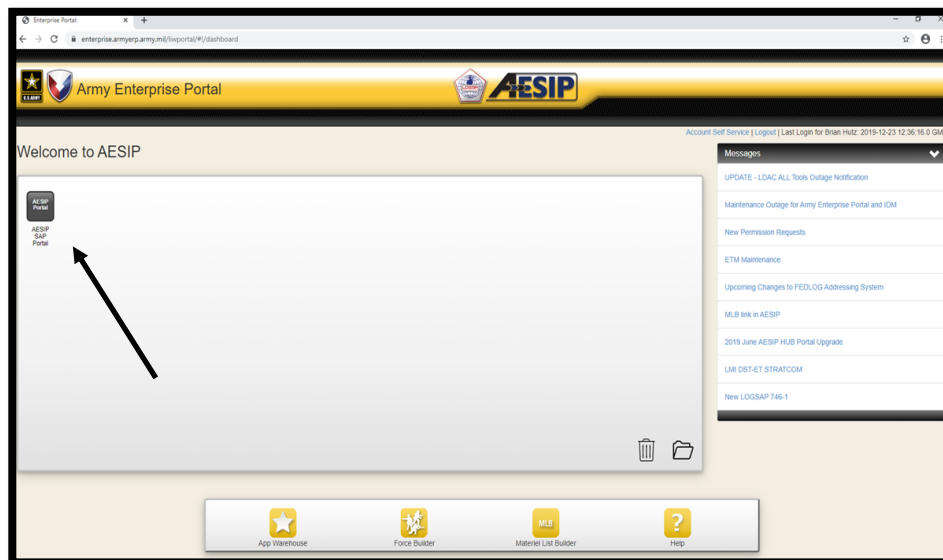 Enterprise Portal:
enterprise.armyerp.army.mil/liwportal/#!/dashboard
U.S.ARMY
Army Enterprise Portal
AESIP
Account Self Service | Logout | Last Login for Brian Hutz: 2019-12-23 12:36:16.0 GM
Welcome to AESIP
Messages
UPDATE - LDAC ALL Tools Outage Notification
Maintenance Outage for Army Enterprise Portal and IDM
New Permission Requests
ETM Maintenance
Upcoming Changes to FEDLOG Addressing System
MLB link in AESIP
2019 June AESIP HUB Portal Upgrade
LMI DST-ET STRATCOM
New LOGSAP 746-1
AESIP
Portal
AESIP
SAP
Portal
App Warehouse
Force Builder
MLB
Materiel List Builder
?
Help